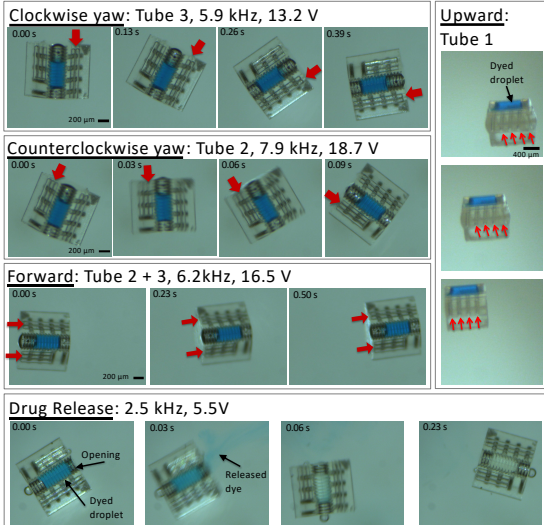 Clockwise yaw: Tube 3, 5.9 kHz, 13.2 V
0.00 s
0.13 s
0.26 s
0.39 s
200 µm
Counterclockwise yaw: Tube 2, 7.9 kHz, 18.7 V
0.00 s
0.03 s
0.06 s
0.09 s
200 µm
Forward: Tube 2 + 3, 6.2kHz, 16.5 V
0.00 s
0.23 s
0.50 s
200 µm
Upward:
Tube 1
Dyed
droplet
400 µm
Drug Release: 2.5 kHz, 5.5V
0.00 s
0.03 s
0.06 s
0.23 s
Opening
Dyed
droplet
Released
dye